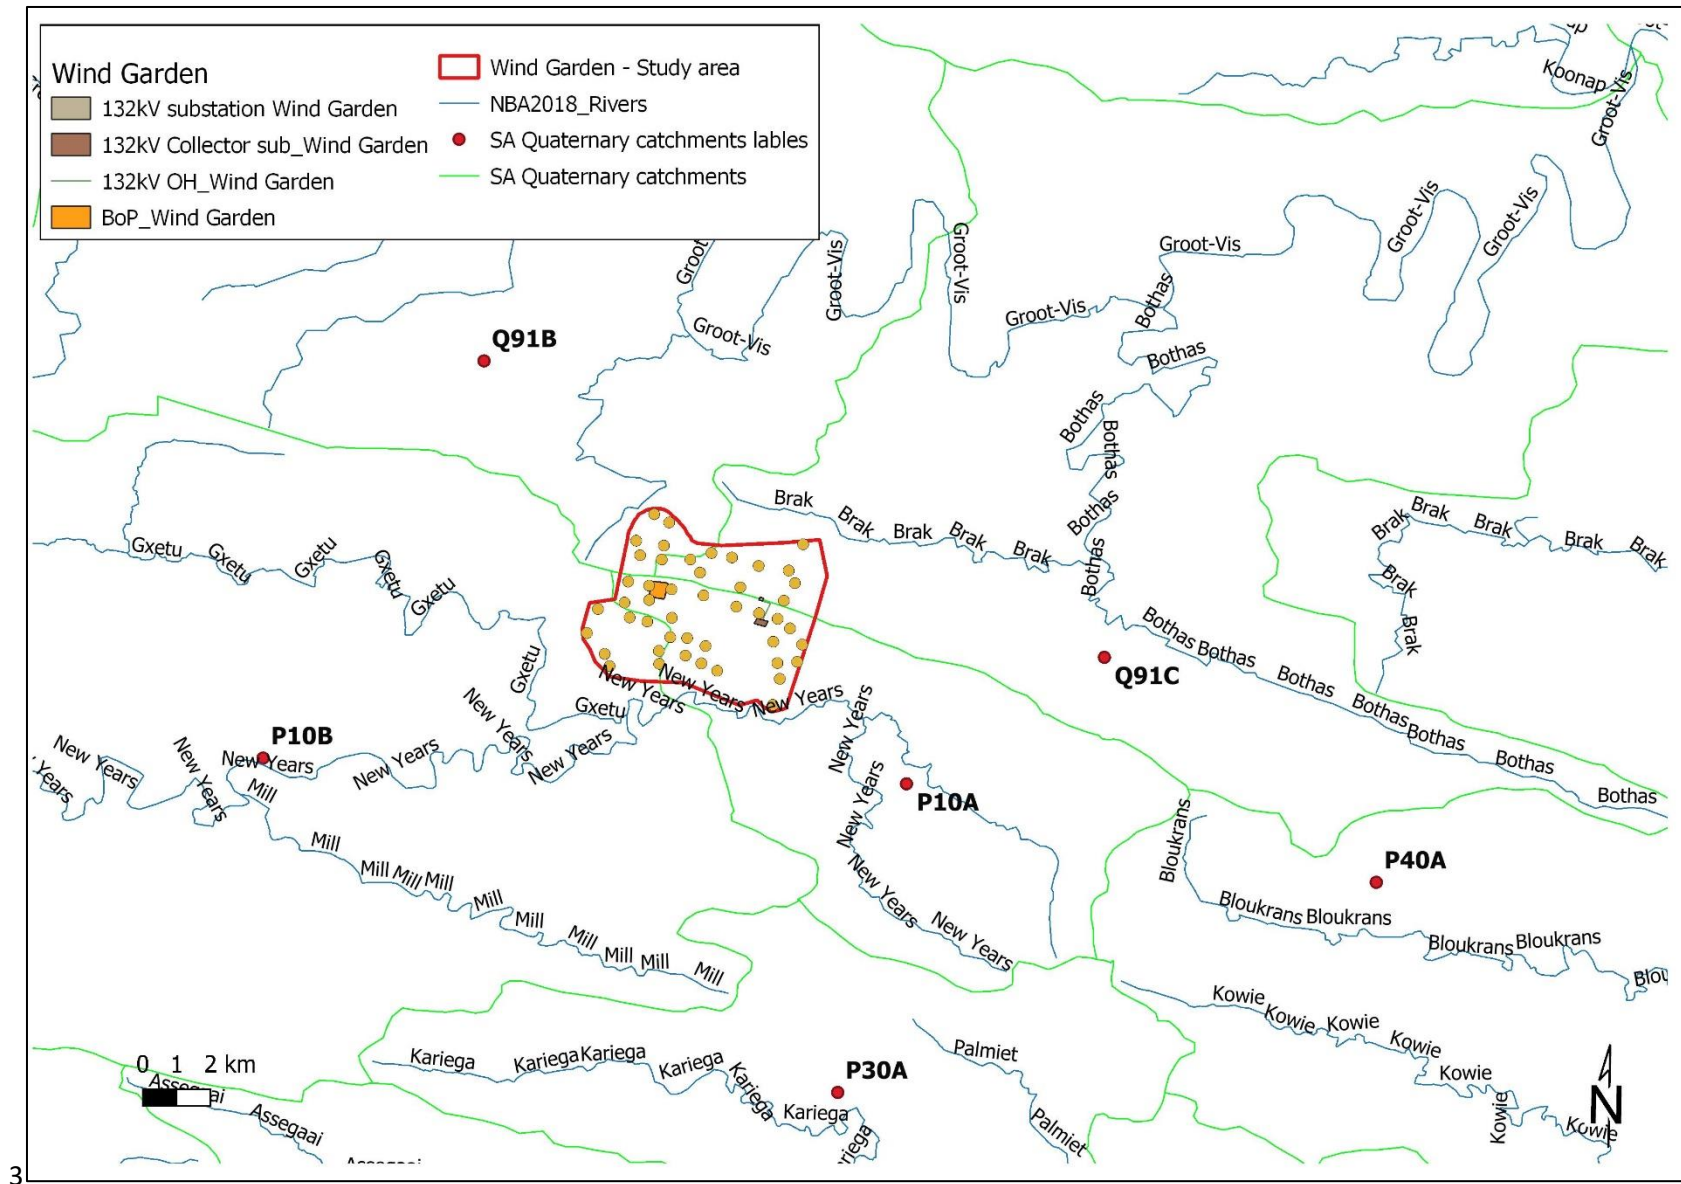 Wind Garden
132kV substation Wind Garden
132kV Collector sub_Wind Garden
132kV OH_Wind Garden
BoP_Wind Garden
Wind Garden - Study area
NBA2018_Rivers
SA Quaternary catchments lables
SA Quaternary catchments
Koonap
Groot-Vis
Groot-Vis
Groot-Vis
Groot-Vis
Groot-Vis
Groot-Vis
Groot-Vis
Groot-Vis
Groot-Vis
Bothas
Bothas
Q91B
Bothas
Bothas
Bothas
Bothas
Brak
Brak
Brak
Brak
Brak
Brak
Brak
Brak
Brak
Brak
Brak
Brak
Gxetu
Gxetu
Gxetu
Gxetu
Gxetu
Gxetu
Gxetu
Bothas
Bothas
Bothas
Bothas
Bothas
Bothas
Bothas
Q91C
New Years
New Years
New Years
New Years
New Years
New Years
New Years
New Years
New Years
New Years
New Years
P10B
New Years
Years
New Years
New Years
New Years
P10A
Mill
Mill
Mill
Mill
Mill
Mill
Mill
Mill
Mill
Mill
Mill
Bloukrans
P40A
Bloukrans
Bloukrans
Bloukrans
Bloukrans
Blou
Kowie
Kowie
Kowie
Kowie
Kowie
Kowie
Kowie
0 1 2 km
Assegaai
Assegaai
Kariega
Kariega
Kariega
Kariega
Kariega
Kariega
P30A
Palmiet
Palmiet
N
3